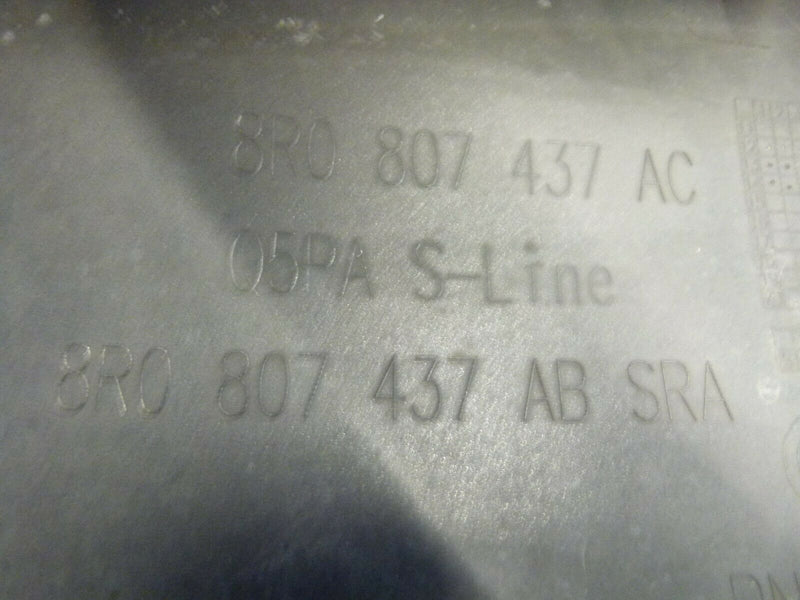 8R0 807 437 AC
05PA S-Line
8R0 807 437 AB SRA